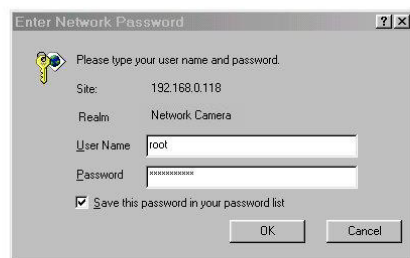 Enter Network Password
Please type your user name and password.
Site: 192.168.0.118
Realm Network Camera
User Name root
Password ***********
Save this password in your password list
OK Cancel